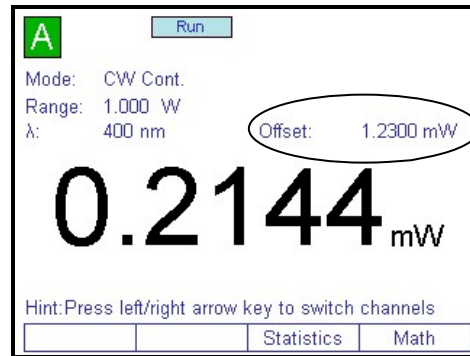 A
Run
Mode: CW Cont.
Range: 1.000 W
λ: 400 nm Offset: 1.2300 mW
0.2144 mW
Hint:Press left/right arrow key to switch channels
Statistics Math